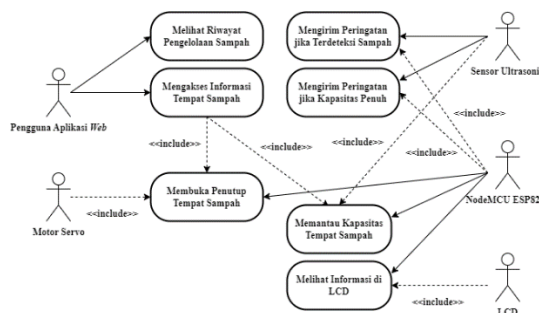 Melihat Riwayat
Pengelolaan Sampah
Mengirim Peringatan
jika Terdeteksi Sampah
Sensor Ultrasoni
Mengakses Informasi
Tempat Sampah
Mengirim Peringatan
jika Kapasitas Penuh
Pengguna Aplikasi Web
<<include>>
<<include>>
<<include>>
<<include>>
<<include>>
Membuka Penutup
Tempat Sampah
NodeMCU ESP82
Motor Servo
<<include>>
Memantau Kapasitas
Tempat Sampah
Melihat Informasi di
LCD
<<include>>
LCD